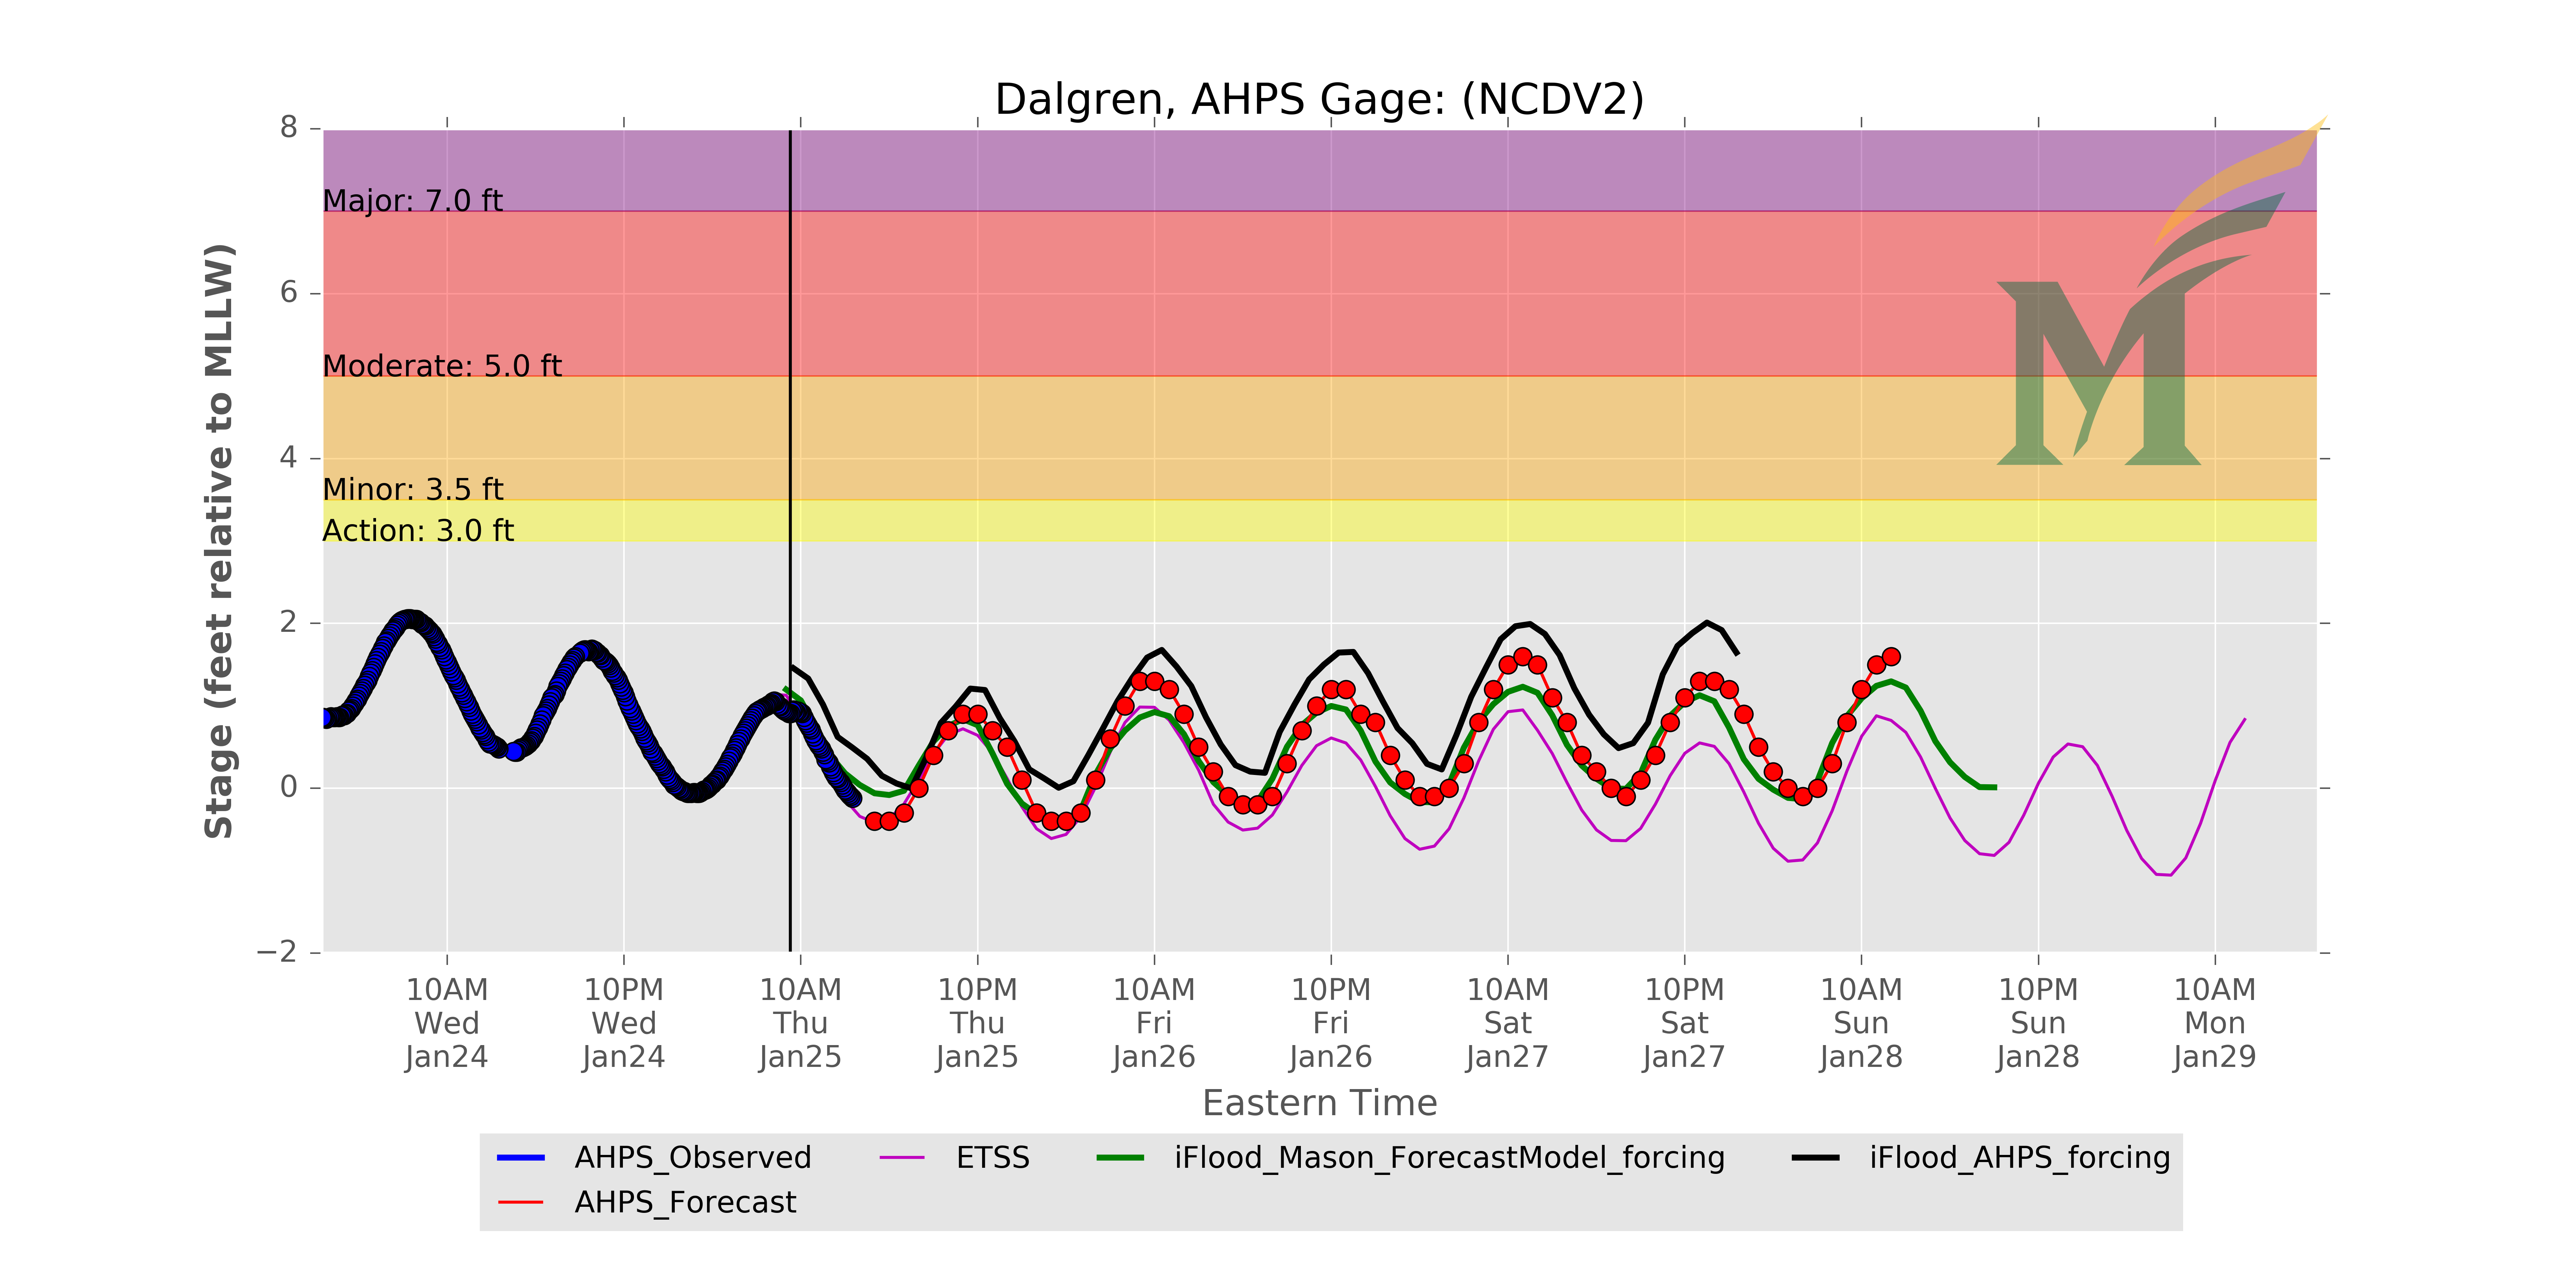 Dalgren, AHPS Gage: (NCDV2)
8
Major: 7.0 ft
6
Moderate: 5.0 ft
4
Minor: 3.5 ft
Action: 3.0 ft
2
0
−2
Stage (feet relative to MLLW)
10AM 10PM 10AM 10PM 10AM 10PM 10AM 10PM 10AM 10PM 10AM
Wed Wed Thu Thu Fri Fri Sat Sat Sun Sun Mon
Jan24 Jan24 Jan25 Jan25 Jan26 Jan26 Jan27 Jan27 Jan28 Jan28 Jan29
Eastern Time
AHPS_Observed ETSS iFlood_Mason_ForecastModel_forcing iFlood_AHPS_forcing
AHPS_Forecast
M